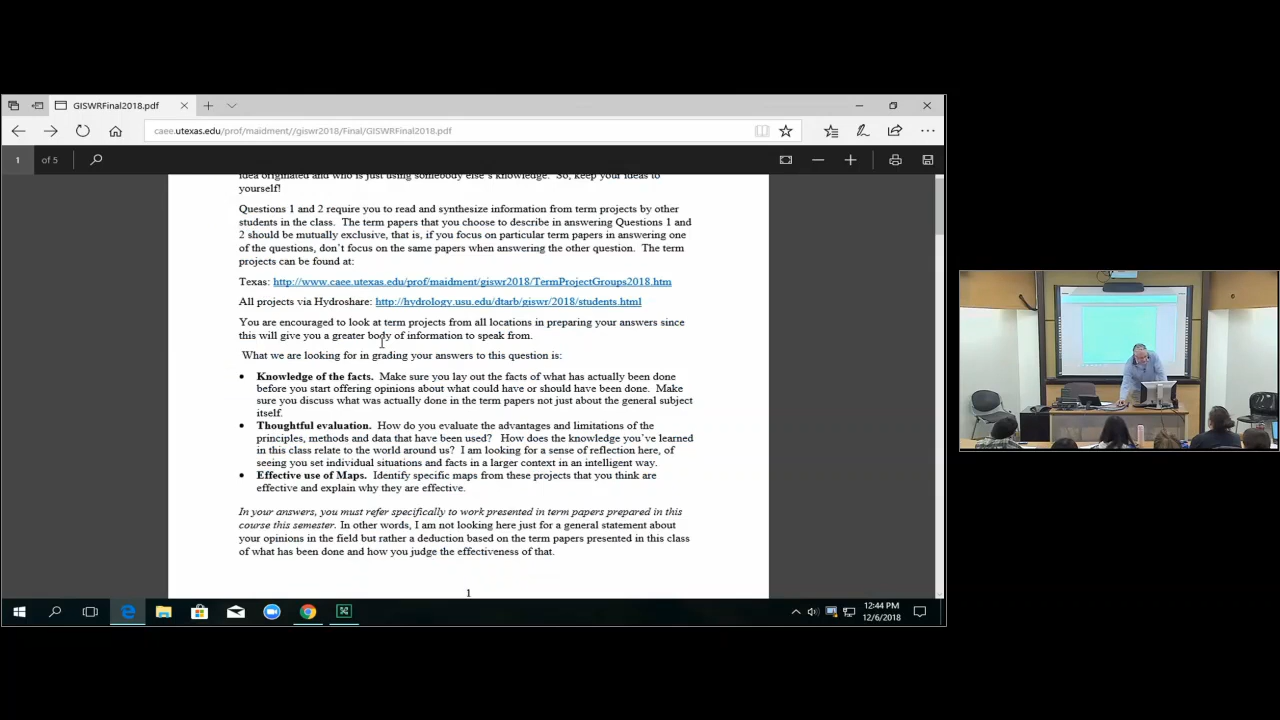 GISWRFinal2018.pdf
caee.utexas.edu/prof/maidment//giswr2018/Final/GISWRFinal2018.pdf
1 of 5
idea originated and who is just using somebody else's knowledge. So, keep your ideas to
yourself!
Questions 1 and 2 require you to read and synthesize information from term projects by other
students in the class. The term papers that you choose to describe in answering Questions 1 and
2 should be mutually exclusive, that is, if you focus on particular term papers in answering one
of the questions, don't focus on the same papers when answering the other question. The term
projects can be found at:
Texas: http://www.caee.utexas.edu/prof/maidment/giswr2018/TermProjectGroups2018.htm
All projects via Hydroshare: http://hydrology.usu.edu/dtarb/giswr/2018/students.html
You are encouraged to look at term projects from all locations in preparing your answers since
this will give you a greater body of information to speak from.
What we are looking for in grading your answers to this question is:
• Knowledge of the facts. Make sure you lay out the facts of what has actually been done
before you start offering opinions about what could have or should have been done. Make
sure you discuss what was actually done in the term papers not just about the general subject
itself.
• Thoughtful evaluation. How do you evaluate the advantages and limitations of the
principles, methods and data that have been used? How does the knowledge you've learned
in this class relate to the world around us? I am looking for a sense of reflection here, of
seeing you set individual situations and facts in a larger context in an intelligent way.
• Effective use of Maps. Identify specific maps from these projects that you think are
effective and explain why they are effective.
In your answers, you must refer specifically to work presented in term papers prepared in this
course this semester. In other words, I am not looking here just for a general statement about
your opinions in the field but rather a deduction based on the term papers presented in this class
of what has been done and how you judge the effectiveness of that.
1
12:44 PM
12/6/2018